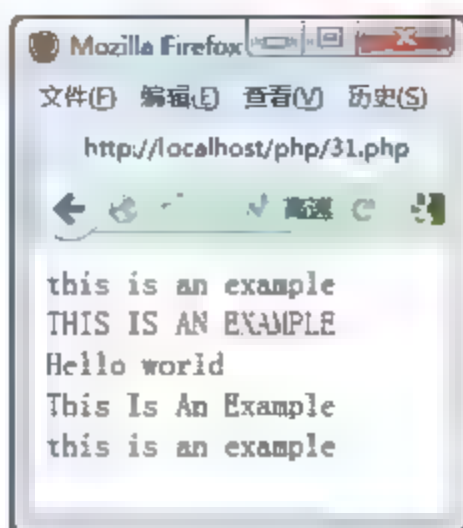 Mozilla Firefox
文件(F) 编辑(E) 查看(V) 历史(S)
http://localhost/php/31.php
this is an example
THIS IS AN EXAMPLE
Hello world
This Is An Example
this is an example